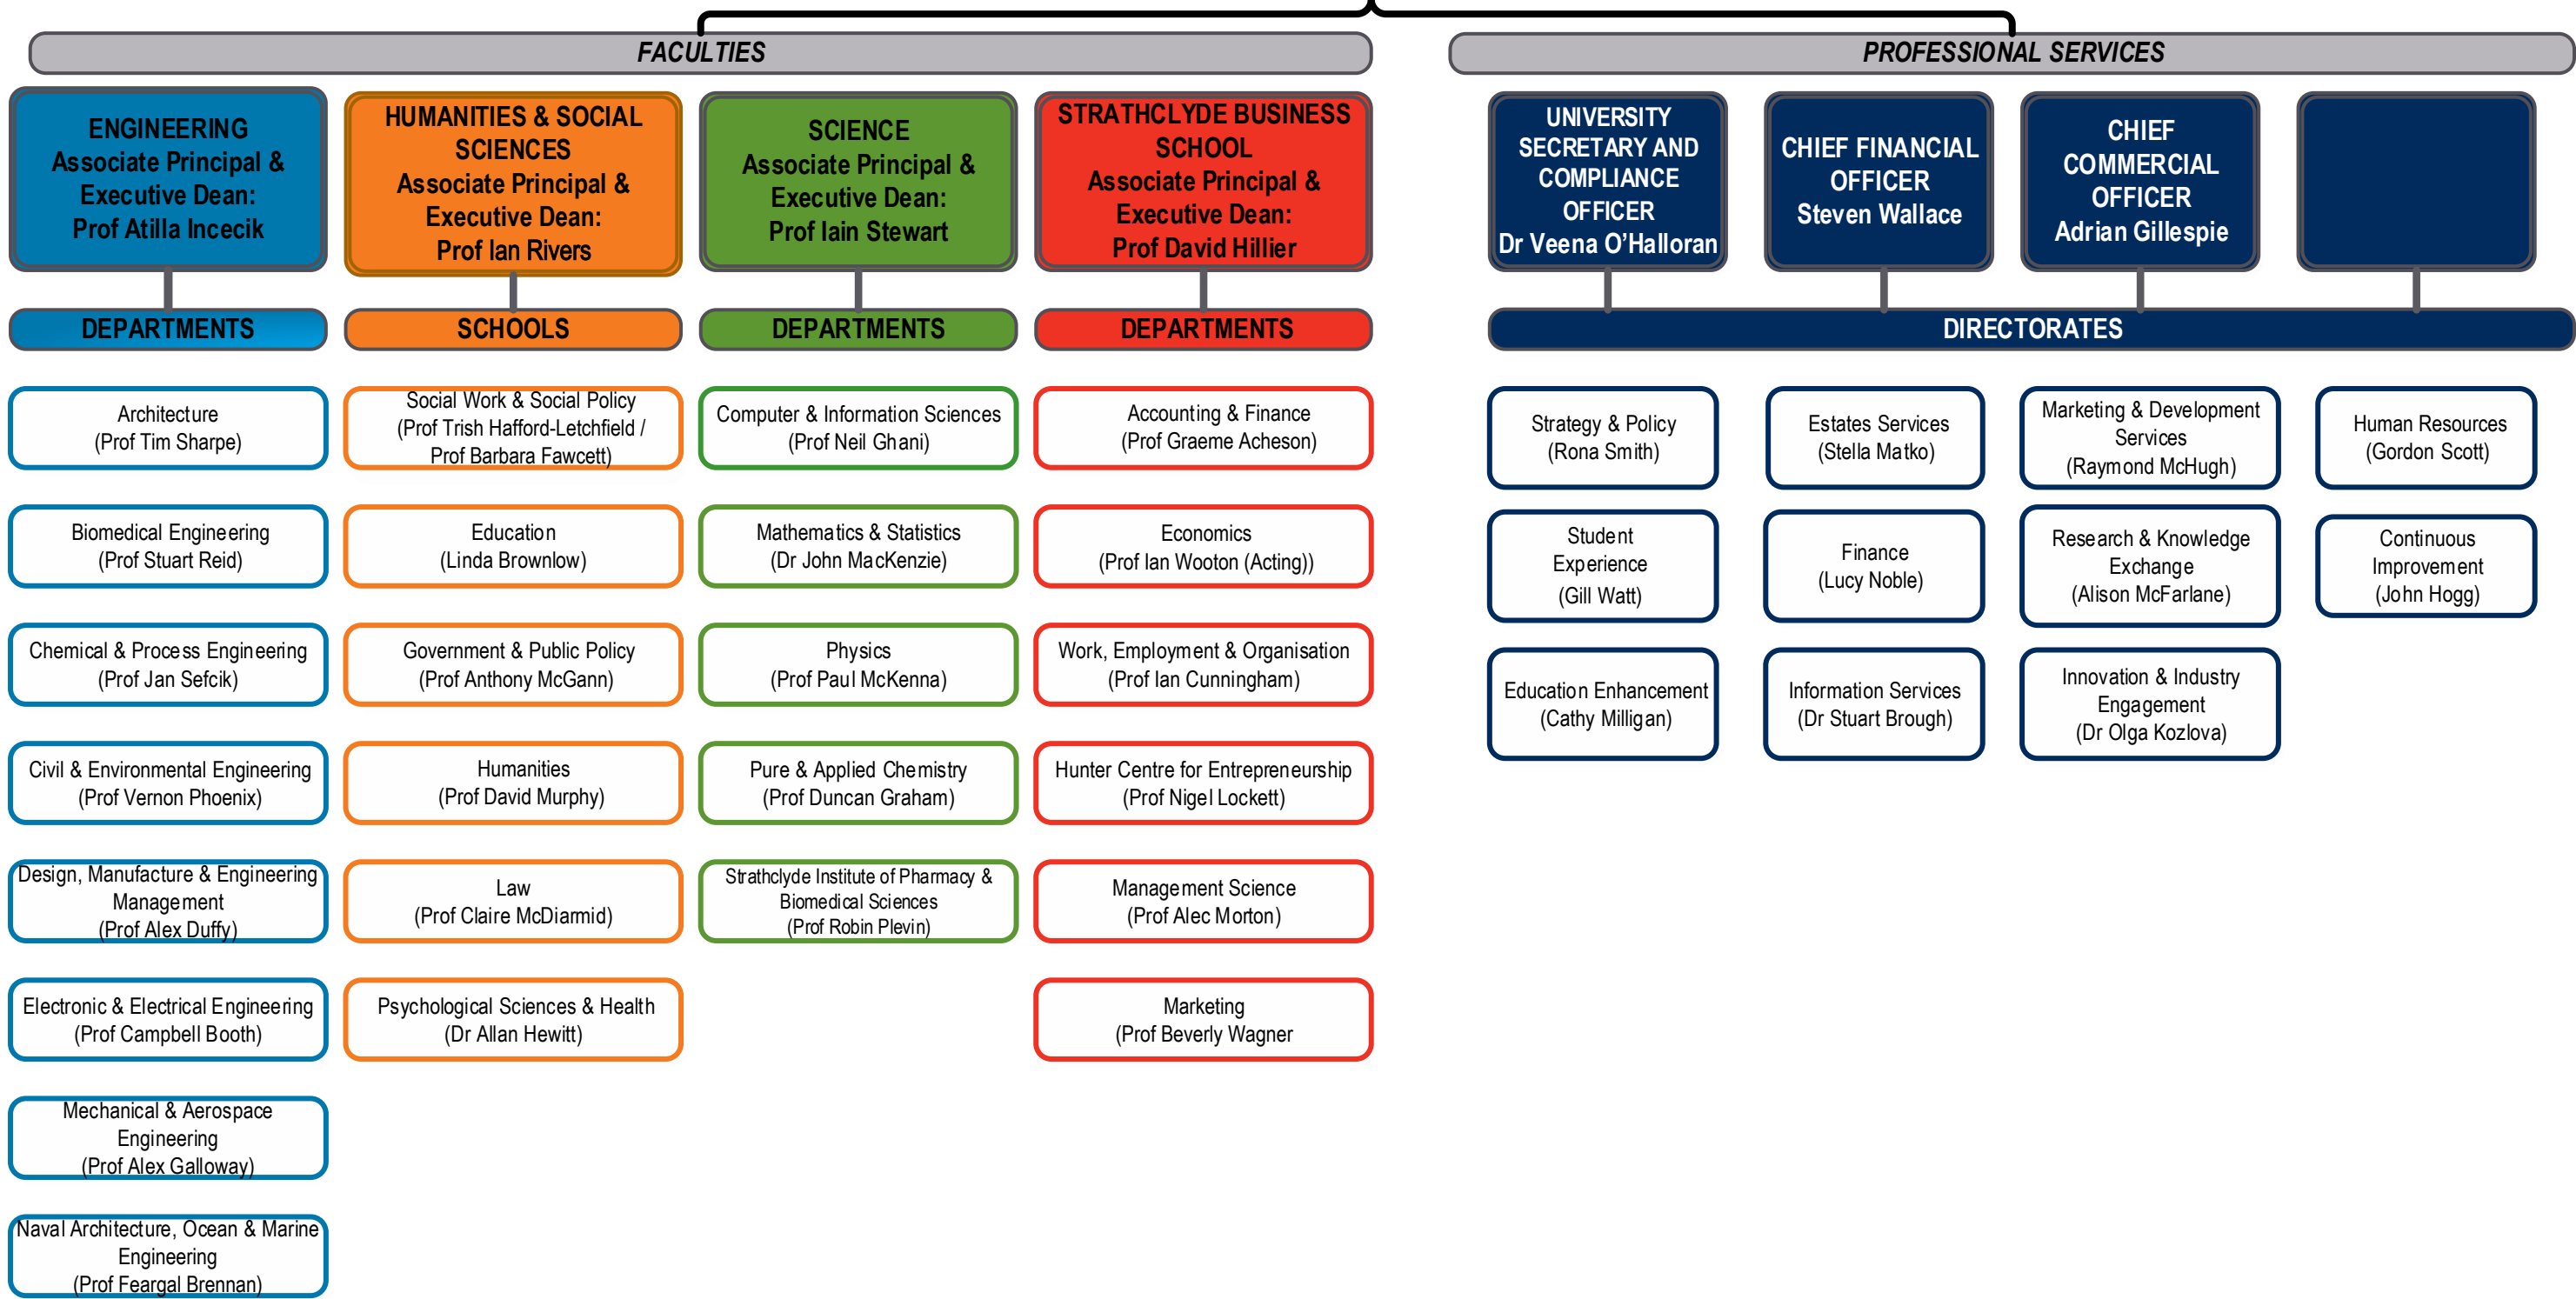 FACULTIES
PROFESSIONAL SERVICES
ENGINEERING
Associate Principal &
Executive Dean:
Prof Atilla Incecik
HUMANITIES & SOCIAL
SCIENCES
Associate Principal &
Executive Dean:
Prof Ian Rivers
SCIENCE
Associate Principal &
Executive Dean:
Prof Iain Stewart
STRATHCLYDE BUSINESS
SCHOOL
Associate Principal &
Executive Dean:
Prof David Hillier
UNIVERSITY
SECRETARY AND
COMPLIANCE
OFFICER
Dr Veena O’Halloran
CHIEF FINANCIAL
OFFICER
Steven Wallace
CHIEF
COMMERCIAL
OFFICER
Adrian Gillespie
DEPARTMENTS
SCHOOLS
DEPARTMENTS
DEPARTMENTS
DIRECTORATES
Architecture
(Prof Tim Sharpe)
Biomedical Engineering
(Prof Stuart Reid)
Chemical & Process Engineering
(Prof Jan Sefcik)
Civil & Environmental Engineering
(Prof Vernon Phoenix)
Design, Manufacture & Engineering
Management
(Prof Alex Duffy)
Electronic & Electrical Engineering
(Prof Campbell Booth)
Mechanical & Aerospace
Engineering
(Prof Alex Galloway)
Naval Architecture, Ocean & Marine
Engineering
(Prof Feargal Brennan)
Social Work & Social Policy
(Prof Trish Hafford-Letchfield /
Prof Barbara Fawcett)
Education
(Linda Brownlow)
Government & Public Policy
(Prof Anthony McGann)
Humanities
(Prof David Murphy)
Law
(Prof Claire McDiarmid)
Psychological Sciences & Health
(Dr Allan Hewitt)
Computer & Information Sciences
(Prof Neil Ghani)
Mathematics & Statistics
(Dr John MacKenzie)
Physics
(Prof Paul McKenna)
Pure & Applied Chemistry
(Prof Duncan Graham)
Strathclyde Institute of Pharmacy &
Biomedical Sciences
(Prof Robin Plevin)
Accounting & Finance
(Prof Graeme Acheson)
Economics
(Prof Ian Wooton (Acting))
Work, Employment & Organisation
(Prof Ian Cunningham)
Hunter Centre for Entrepreneurship
(Prof Nigel Lockett)
Management Science
(Prof Alec Morton)
Marketing
(Prof Beverly Wagner
Strategy & Policy
(Rona Smith)
Student
Experience
(Gill Watt)
Education Enhancement
(Cathy Milligan)
Estates Services
(Stella Matko)
Finance
(Lucy Noble)
Information Services
(Dr Stuart Brough)
Marketing & Development
Services
(Raymond McHugh)
Research & Knowledge
Exchange
(Alison McFarlane)
Innovation & Industry
Engagement
(Dr Olga Kozlova)
Human Resources
(Gordon Scott)
Continuous
Improvement
(John Hogg)